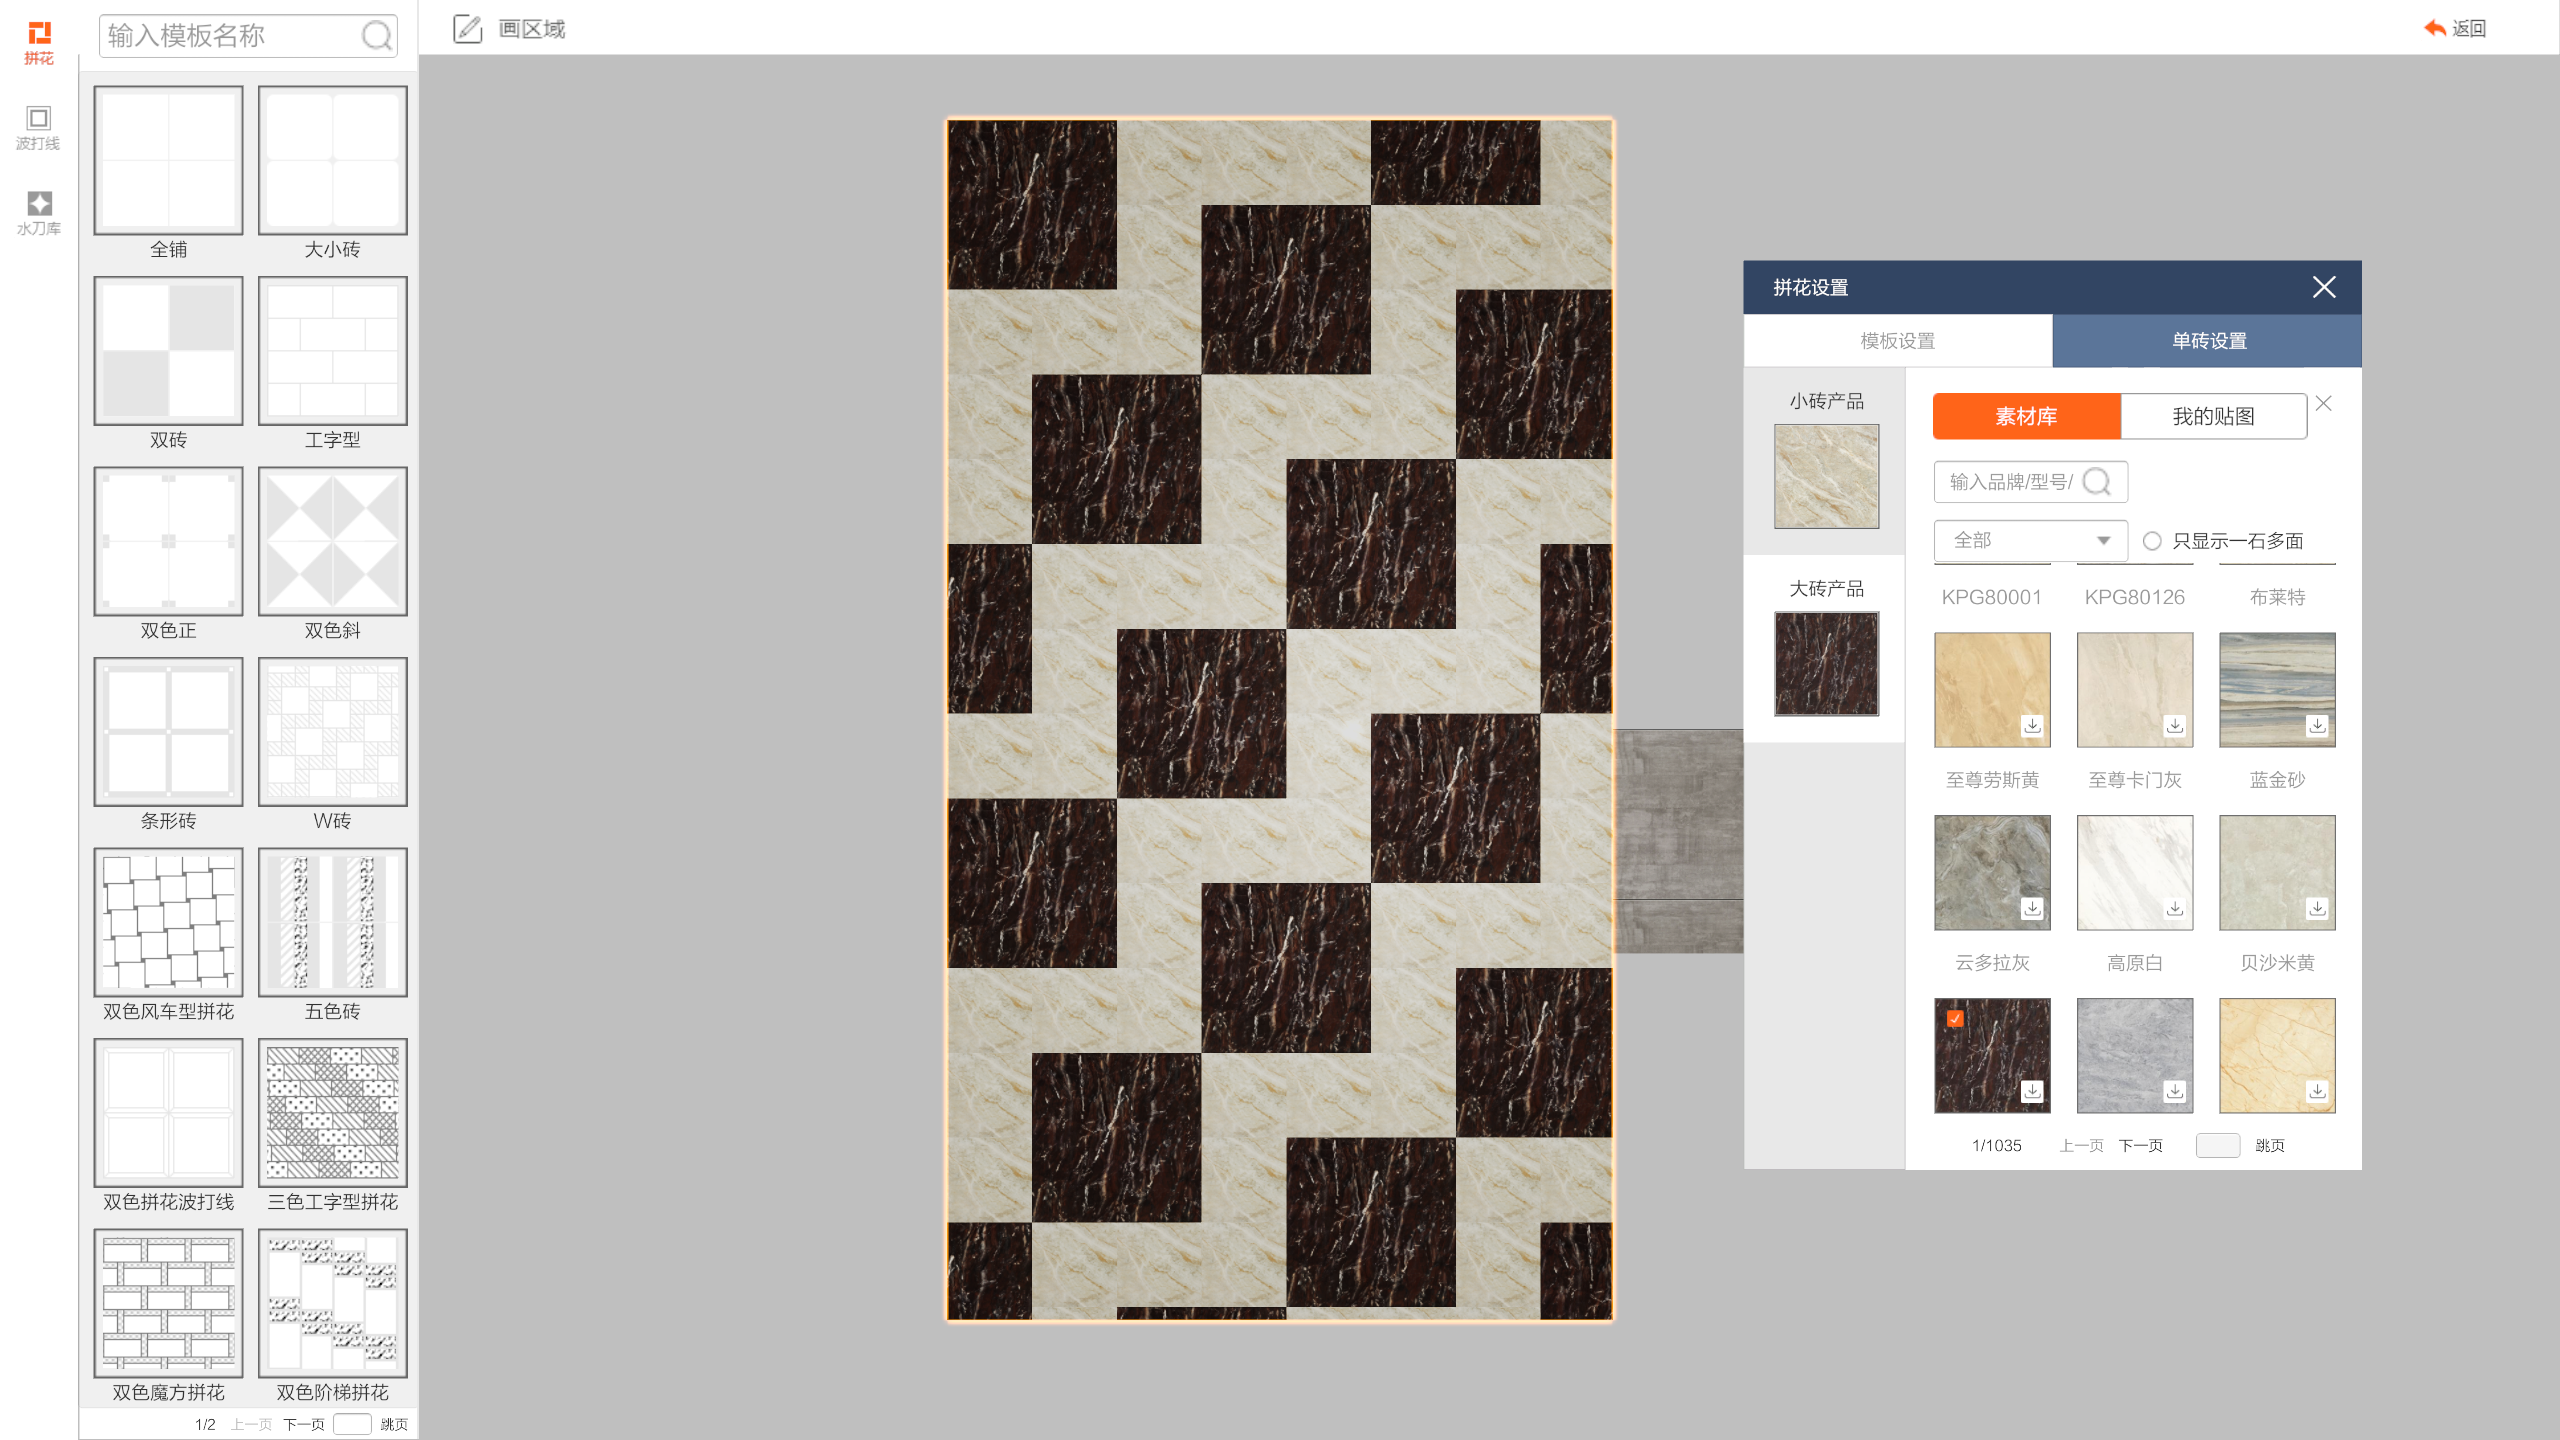 拼花
波打线
水刀库
输入模板名称
全铺
大小砖
双砖
工字型
双色正
双色斜
条形砖
W砖
双色风车型拼花
五色砖
双色拼花波打线
三色工字型拼花
双色魔方拼花
双色阶梯拼花
1/2 上一页 下一页 跳页
画区域
返回
拼花设置
模板设置
单砖设置
小砖产品
大砖产品
素材库
我的贴图
输入品牌/型号/
全部
只显示一石多面
KPG80001
KPG80126
布莱特
至尊劳斯黄
至尊卡门灰
蓝金砂
云多拉灰
高原白
贝沙米黄
1/1035 上一页 下一页 跳页